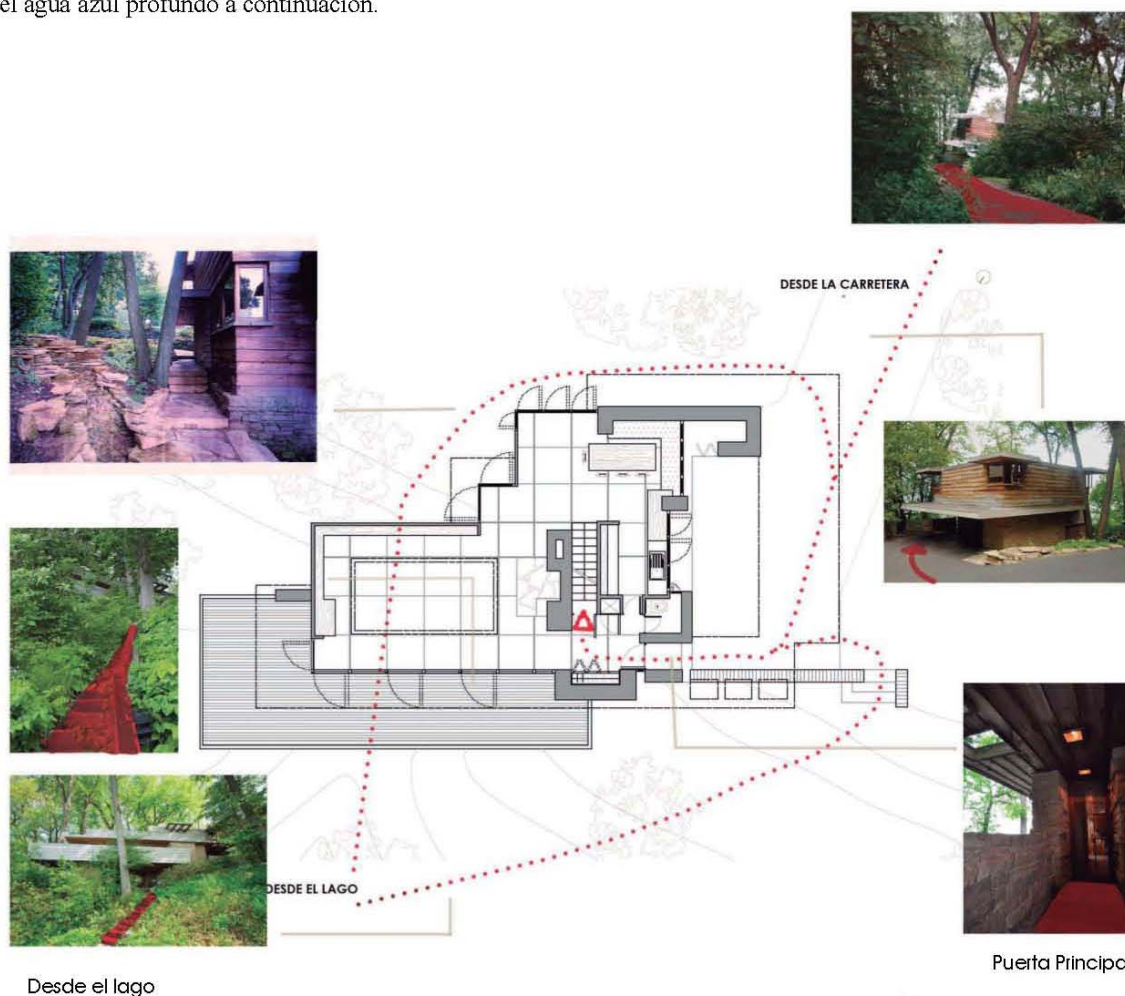 el agua azul profundo a continuación.
DESDE LA CARRETERA
DESDE EL LAGO
Puerta Principa
Desde el lago